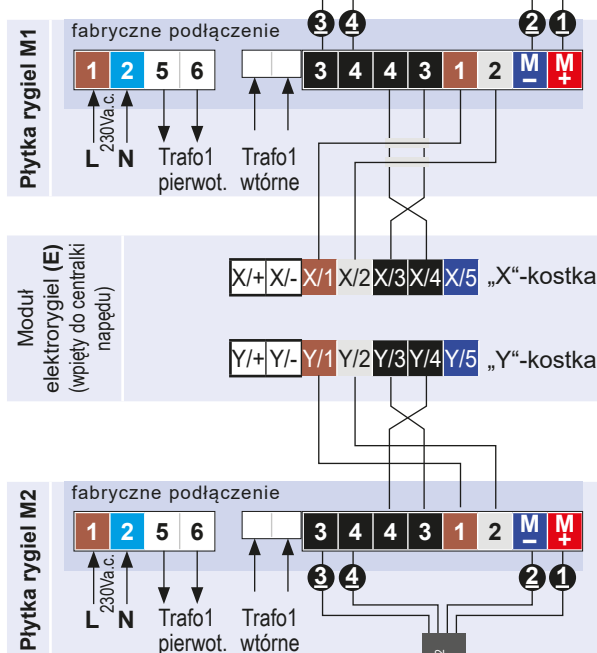 3 4 2 1
fabryczne podłączenie
Płytka rygiel M1
1 2 5 6
3 4 4 3 1 2 M – M +
230Va.c.
L N
Trafo1 pierwot.
Trafo1 wtórne
Moduł
elektrorygiel (E)
(wpięty do centralki
napędu)
X/+ X/- X/1 X/2 X/3 X/4 X/5 „X“-kostka
Y/+ Y/- Y/1 Y/2 Y/3 Y/4 Y/5 „Y“-kostka
fabryczne podłączenie
Płytka rygiel M2
1 2 5 6
3 4 4 3 1 2 M – M +
3 4 2 1
230Va.c.
L N
Trafo1 pierwot.
Trafo1 wtórne